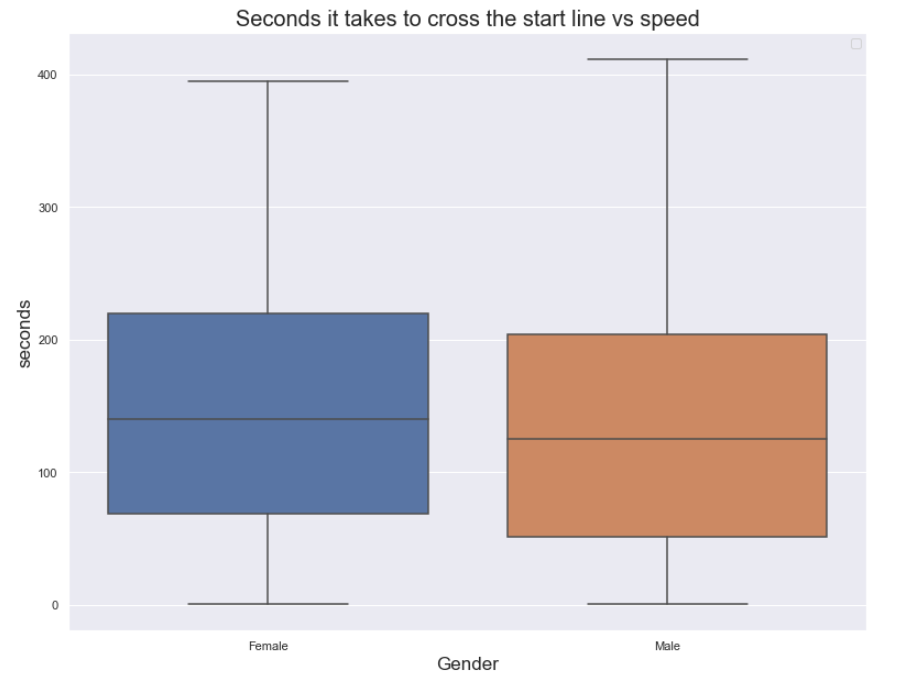 Seconds it takes to cross the start line vs speed
400
300
200
100
0
seconds
Female
Male
Gender